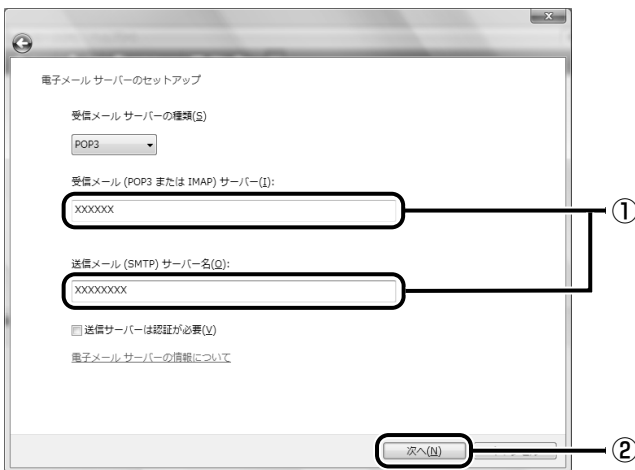 電子メール サーバーのセットアップ
受信メール サーバーの種類(S)
POP3
受信メール (POP3 または IMAP) サーバー(I):
XXXXXX
①
送信メール (SMTP) サーバー名(O):
XXXXXXXX
送信サーバーは認証が必要(V)
電子メール サーバーの情報について
次へ(N)
②